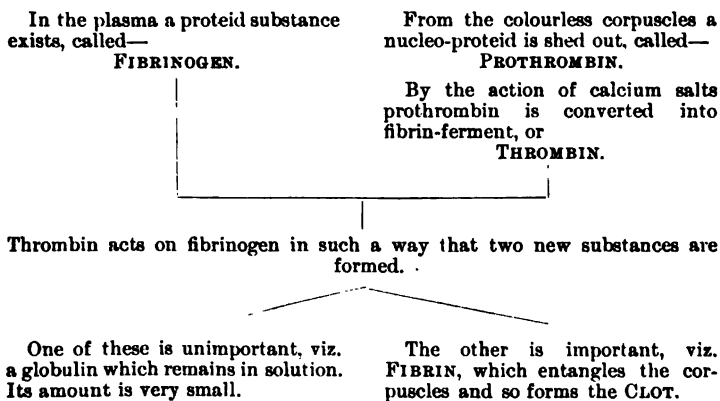 In the plasma a proteid substance
exists, called—
FIBRINOGEN.
From the colourless corpuscles a
nucleo-proteid is shed out, called—
PROTHROMBIN.
By the action of calcium salts
prothrombin is converted into
fibrin-ferment, or
THROMBIN.
Thrombin acts on fibrinogen in such a way that two new substances are
formed.
One of these is unimportant, viz.
a globulin which remains in solution.
Its amount is very small.
The other is important, viz.
FIBRIN, which entangles the cor-
puscles and so forms the CLOT.